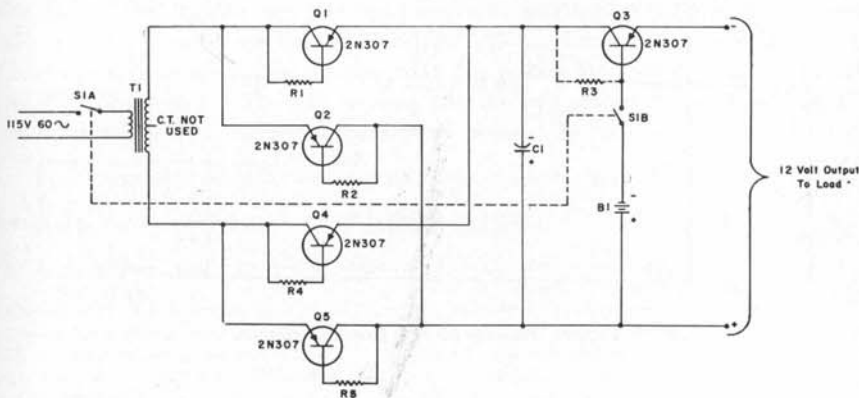 Q1
2N307
R1
S1A
T1
115V 60～
C.T. NOT
USED
Q2
2N307
R2
Q4
2N307
R4
Q5
2N307
R5
C1
-
+
Q3
2N307
R3
S1B
B1
-
+
-
+
12 Volt Output
To Load